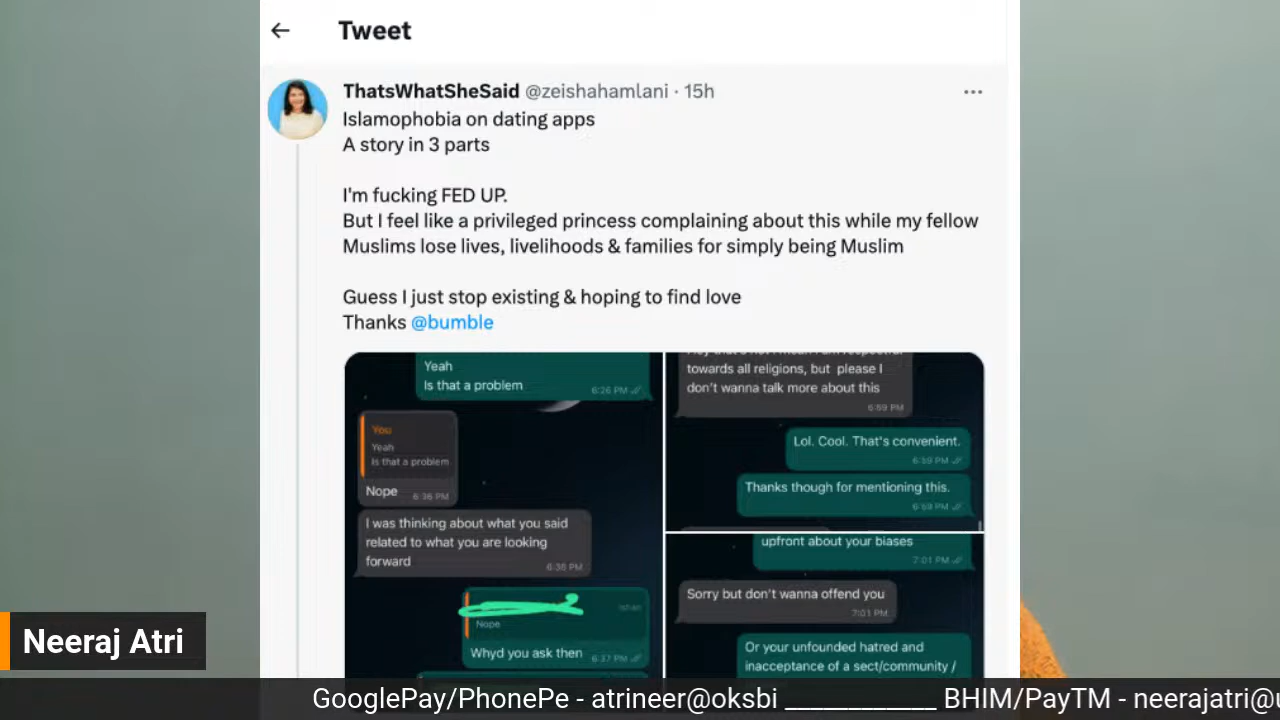 Tweet
ThatsWhatSheSaid @zeishahamlani · 15h
Islamophobia on dating apps
A story in 3 parts
I'm fucking FED UP.
But I feel like a privileged princess complaining about this while my fellow
Muslims lose lives, livelihoods & families for simply being Muslim
Guess I just stop existing & hoping to find love
Thanks @bumble
Yeah
Is that a problem
6:26 PM
You
Yeah
Is that a problem
Nope
6:36 PM
I was thinking about what you said
related to what you are looking
forward
6:36 PM
Nope
Whyd you ask then
6:37 PM
towards all religions, but please I
don't wanna talk more about this
6:59 PM
Lol. Cool. That's convenient.
6:59 PM
Thanks though for mentioning this.
6:59 PM
upfront about your biases
7:01 PM
Sorry but don't wanna offend you
7:01 PM
Or your unfounded hatred and
inacceptance of a sect/community /
Neeraj Atri
GooglePay/PhonePe - atrineer@oksbi ____________ BHIM/PayTM - neerajatri@